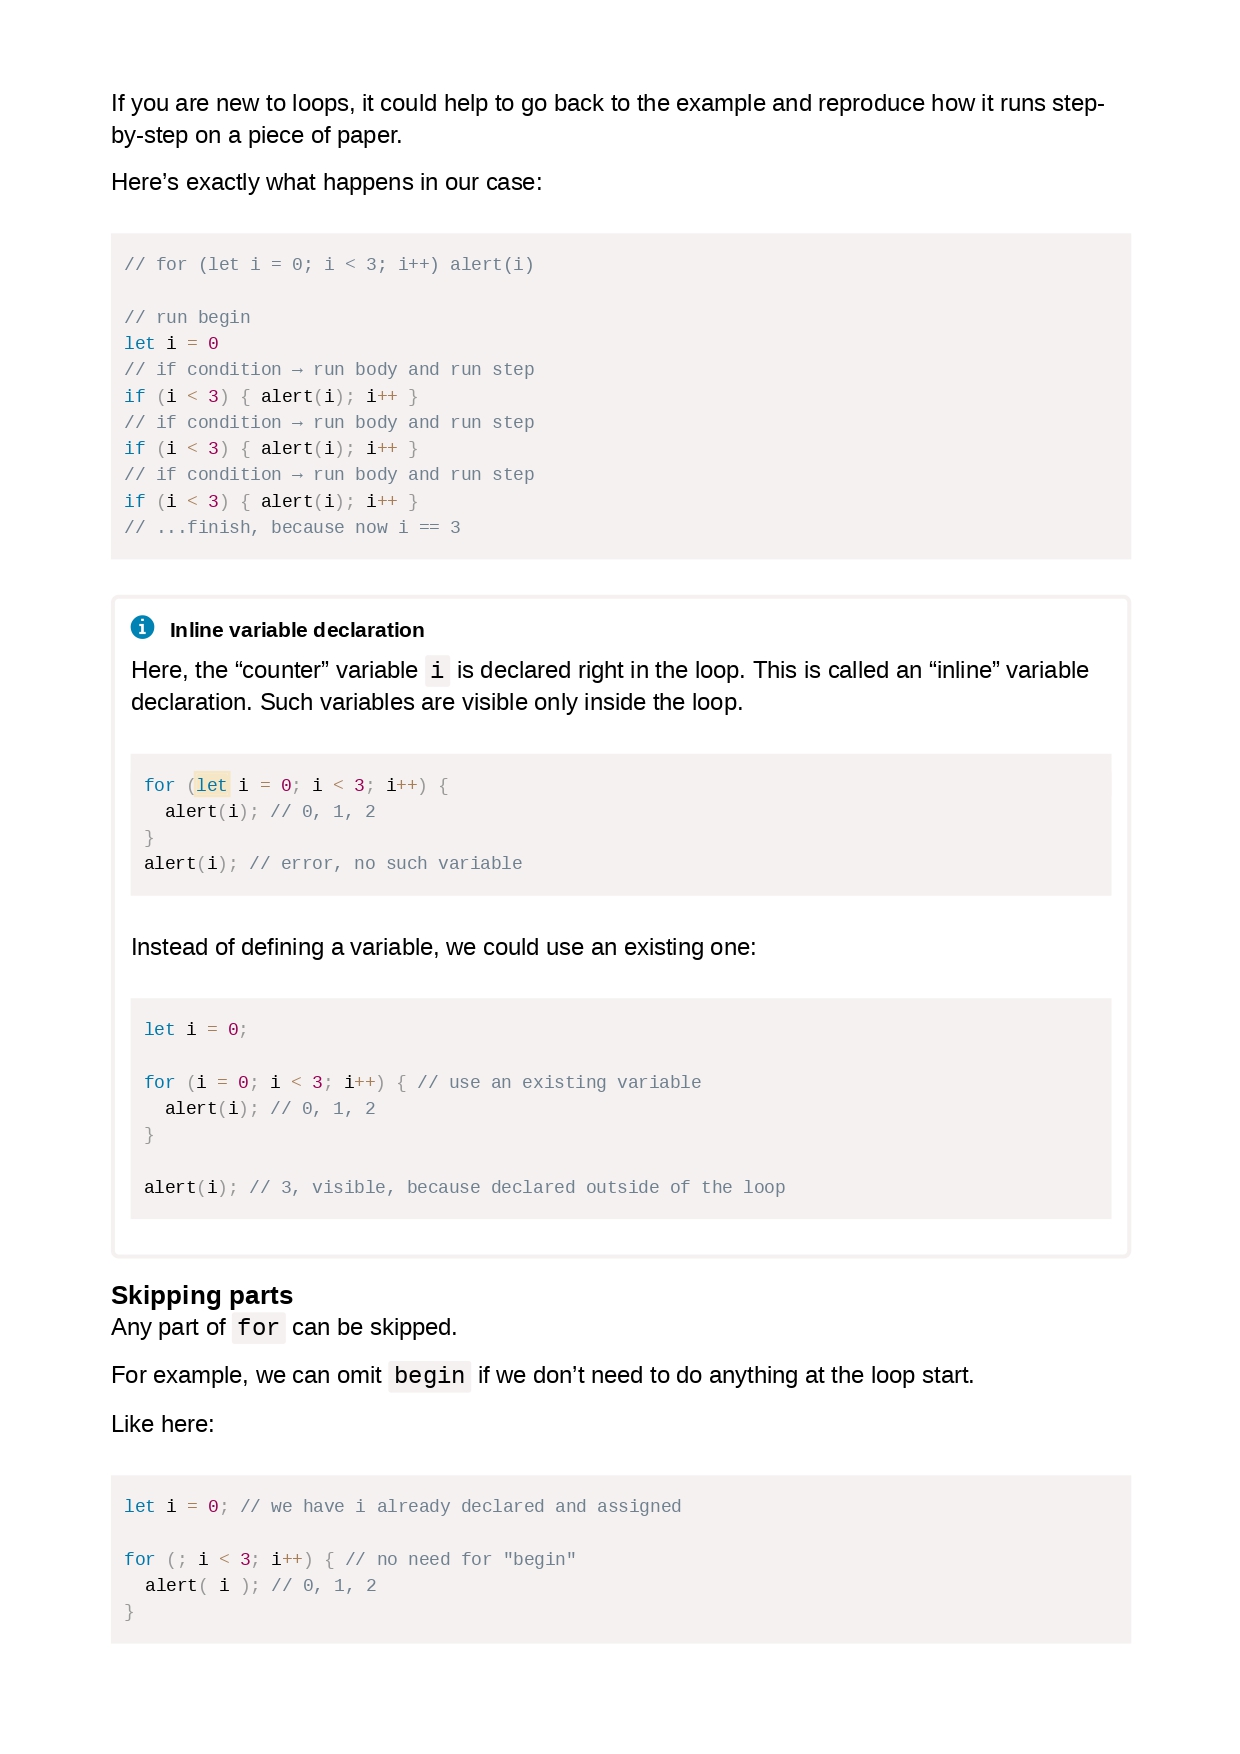 If you are new to loops, it could help to go back to the example and reproduce how it runs step-
by-step on a piece of paper.
Here’s exactly what happens in our case:
// for (let i = 0; i < 3; i++) alert(i)
// run begin
let i = 0
// if condition → run body and run step
if (i < 3) { alert(i); i++ }
// if condition → run body and run step
if (i < 3) { alert(i); i++ }
// if condition → run body and run step
if (i < 3) { alert(i); i++ }
// ...finish, because now i == 3
Inline variable declaration
Here, the “counter” variable i is declared right in the loop. This is called an “inline” variable
declaration. Such variables are visible only inside the loop.
for (let i = 0; i < 3; i++) {
  alert(i); // 0, 1, 2
}
alert(i); // error, no such variable
Instead of defining a variable, we could use an existing one:
let i = 0;
for (i = 0; i < 3; i++) { // use an existing variable
  alert(i); // 0, 1, 2
}
alert(i); // 3, visible, because declared outside of the loop
Skipping parts
Any part of for can be skipped.
For example, we can omit begin if we don’t need to do anything at the loop start.
Like here:
let i = 0; // we have i already declared and assigned
for (; i < 3; i++) { // no need for "begin"
  alert( i ); // 0, 1, 2
}